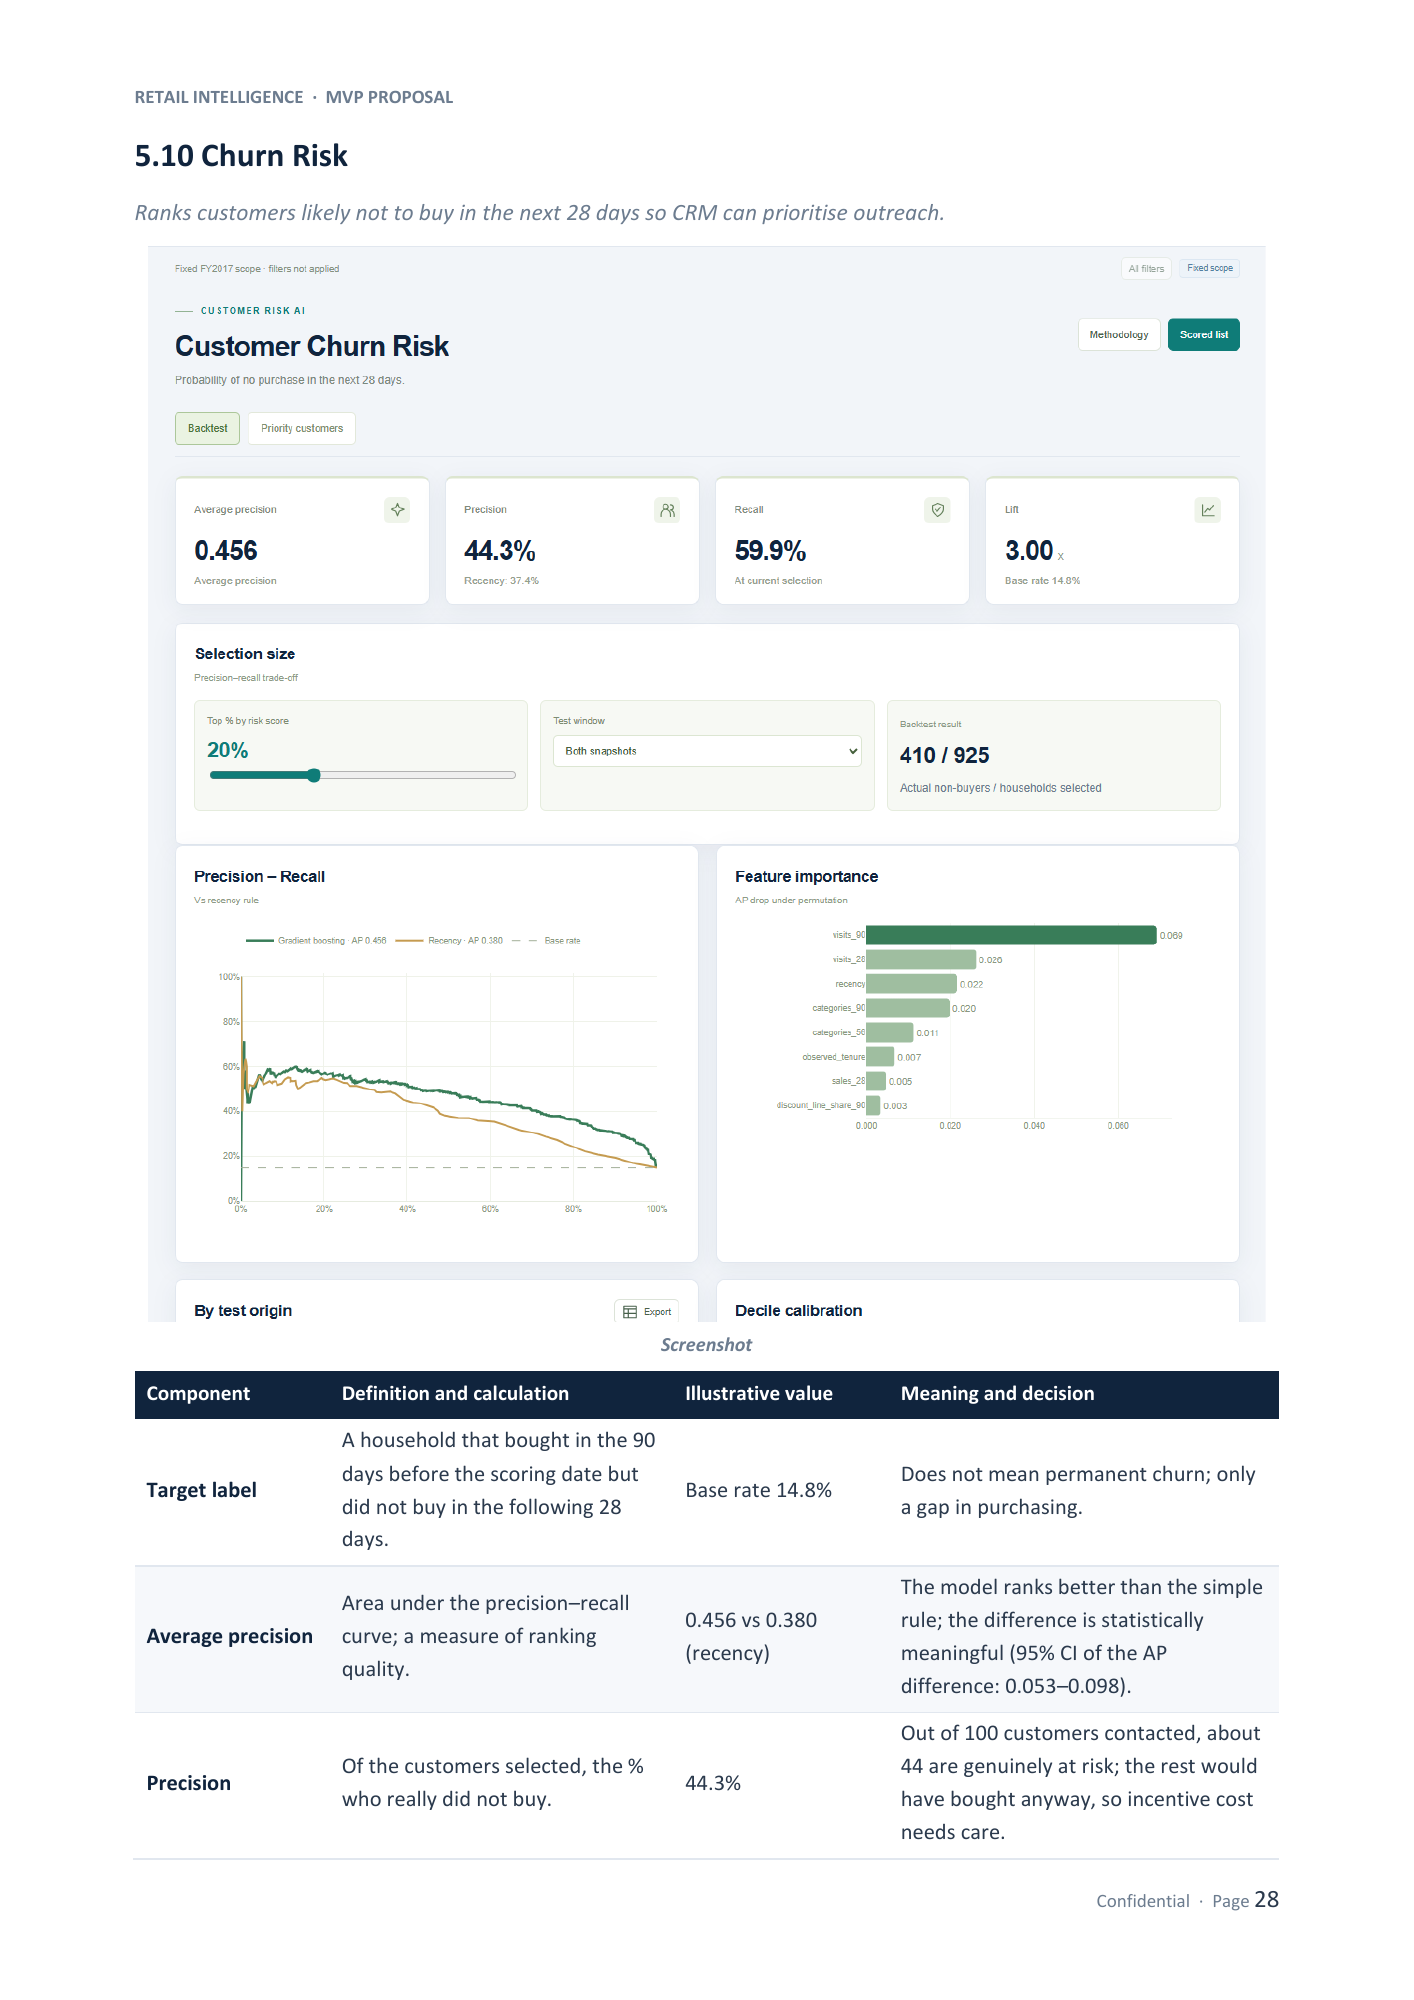 RETAIL INTELLIGENCE · MVP PROPOSAL
5.10 Churn Risk
Ranks customers likely not to buy in the next 28 days so CRM can prioritise outreach.
Fixed FY2017 scope · filters not applied
All filters
Fixed scope
CUSTOMER RISK AI
Customer Churn Risk
Methodology
Scored list
Probability of no purchase in the next 28 days.
Backtest
Priority customers
Average precision
0.456
Average precision
Precision
44.3%
Recency: 37.4%
Recall
59.9%
At current selection
Lift
3.00 x
Base rate 14.8%
Selection size
Precision–recall trade-off
Top % by risk score
20%
Test window
Both snapshots
Backtest result
410 / 925
Actual non-buyers / households selected
Precision – Recall
Vs recency rule
Gradient boosting · AP 0.456
Recency · AP 0.380
Base rate
100%
80%
60%
40%
20%
0%
0%
20%
40%
60%
80%
100%
Feature importance
AP drop under permutation
visits_90 0.069
visits_28 0.026
recency 0.022
categories_90 0.020
categories_56 0.011
observed_tenure 0.007
sales_28 0.005
discount_line_share_90 0.003
0.000
0.020
0.040
0.060
By test origin
Export
Decile calibration
Screenshot
Component
Definition and calculation
Illustrative value
Meaning and decision
Target label
A household that bought in the 90
days before the scoring date but
did not buy in the following 28
days.
Base rate 14.8%
Does not mean permanent churn; only
a gap in purchasing.
Average precision
Area under the precision–recall
curve; a measure of ranking
quality.
0.456 vs 0.380
(recency)
The model ranks better than the simple
rule; the difference is statistically
meaningful (95% CI of the AP
difference: 0.053–0.098).
Precision
Of the customers selected, the %
who really did not buy.
44.3%
Out of 100 customers contacted, about
44 are genuinely at risk; the rest would
have bought anyway, so incentive cost
needs care.
Confidential · Page 28